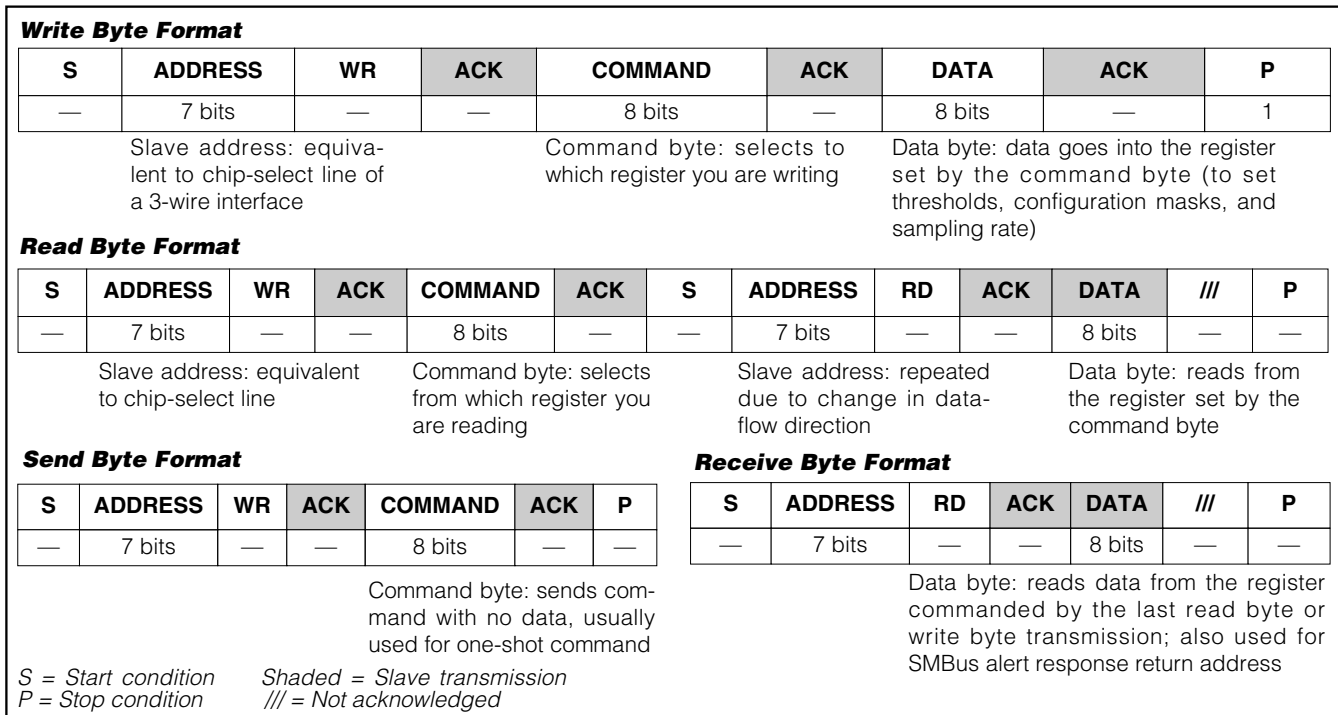 Write Byte Format
S ADDRESS WR ACK COMMAND ACK DATA ACK P
— 7 bits — — 8 bits — 8 bits — 1
Slave address: equiva-
lent to chip-select line of
a 3-wire interface
Command byte: selects to
which register you are writing
Data byte: data goes into the register
set by the command byte (to set
thresholds, configuration masks, and
sampling rate)
Read Byte Format
S ADDRESS WR ACK COMMAND ACK S ADDRESS RD ACK DATA /// P
— 7 bits — — 8 bits — — 7 bits — — 8 bits — —
Slave address: equivalent
to chip-select line
Command byte: selects
from which register you
are reading
Slave address: repeated
due to change in data-
flow direction
Data byte: reads from
the register set by the
command byte
Send Byte Format
S ADDRESS WR ACK COMMAND ACK P
— 7 bits — — 8 bits — —
Command byte: sends com-
mand with no data, usually
used for one-shot command
Receive Byte Format
S ADDRESS RD ACK DATA /// P
— 7 bits — — 8 bits — —
Data byte: reads data from the register
commanded by the last read byte or
write byte transmission; also used for
SMBus alert response return address
S = Start condition Shaded = Slave transmission
P = Stop condition /// = Not acknowledged